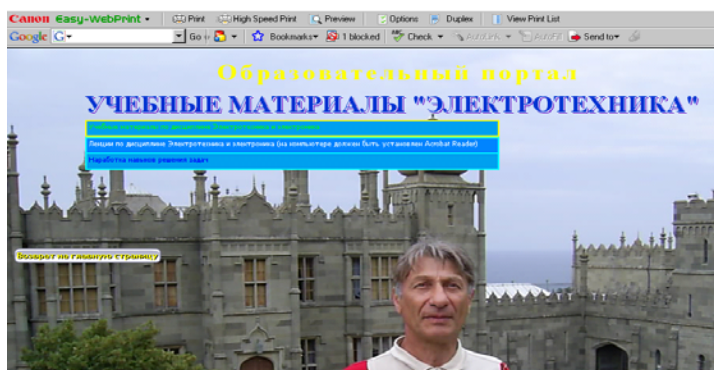 Canon Easy-WebPrint Print High Speed Print Preview Options Duplex View Print List
Google G Go Bookmarks 1 blocked Check AutoLink AutoFill Send to
Образовательный портал
УЧЕБНЫЕ МАТЕРИАЛЫ "ЭЛЕКТРОТЕХНИКА"
Учебные материалы по дисциплине Электротехника и электроника
Лекции по дисциплине Электротехника и электроника (на компьютере должен быть установлен Acrobat Reader)
Наработка навыков решения задач
Возврат на главную страницу